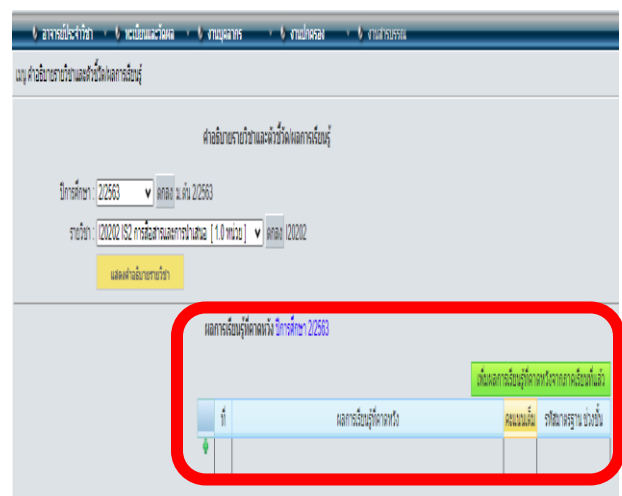 อาจารย์ประจำวิชา ทะเบียนและวัดผล งานบุคลากร งานปกครอง งานสารบรรณ
เมนู คำอธิบายรายวิชาและตัวชี้วัด/ผลการเรียนรู้
คำอธิบายรายวิชาและตัวชี้วัด/ผลการเรียนรู้
ปีการศึกษา : 2/2563 ตกลง ม.ต้น 2/2563
รายวิชา : I20202 IS2 การสื่อสารและการนำเสนอ [ 1.0 หน่วย ] ตกลง I20202
แสดงคำอธิบายรายวิชา
ผลการเรียนรู้ที่คาดหวัง ปีการศึกษา 2/2563
เพิ่มผลการเรียนรู้ที่คาดหวังจากภาคเรียนที่แล้ว
ที่ ผลการเรียนรู้ที่คาดหวัง คะแนนเต็ม รหัสมาตรฐาน ช่วงชั้น